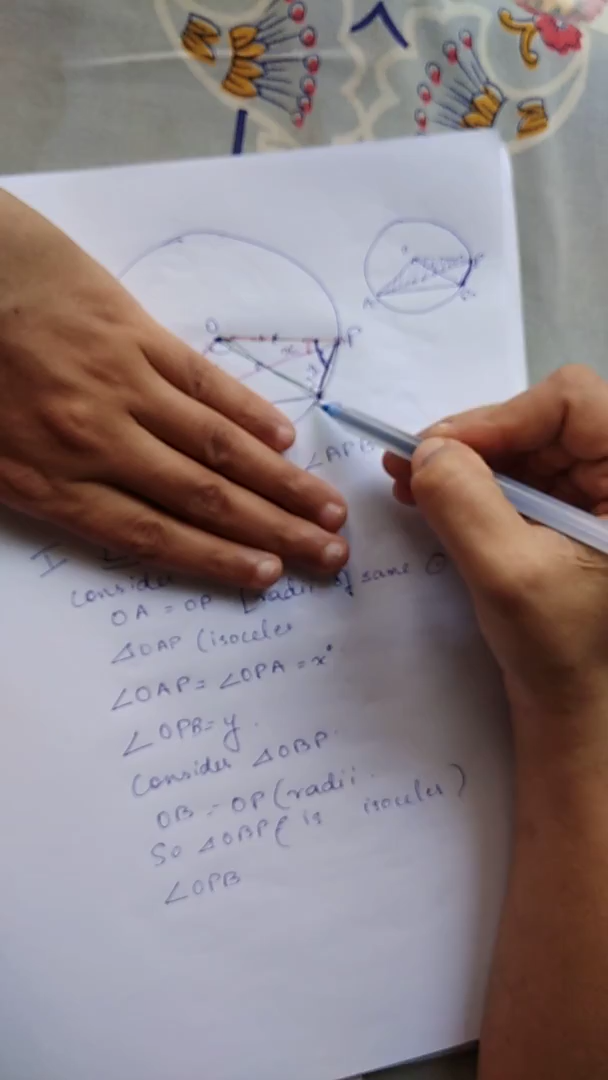 O P
x y
A P B
∠APB
I
Conside
OA = OP [radii of same ⊙
△OAP (isoceles
∠OAP = ∠OPA = x°
∠OPB = y.
Consider △OBP.
OB = OP (radii.
So △OBP ( is isoceles)
∠OPB